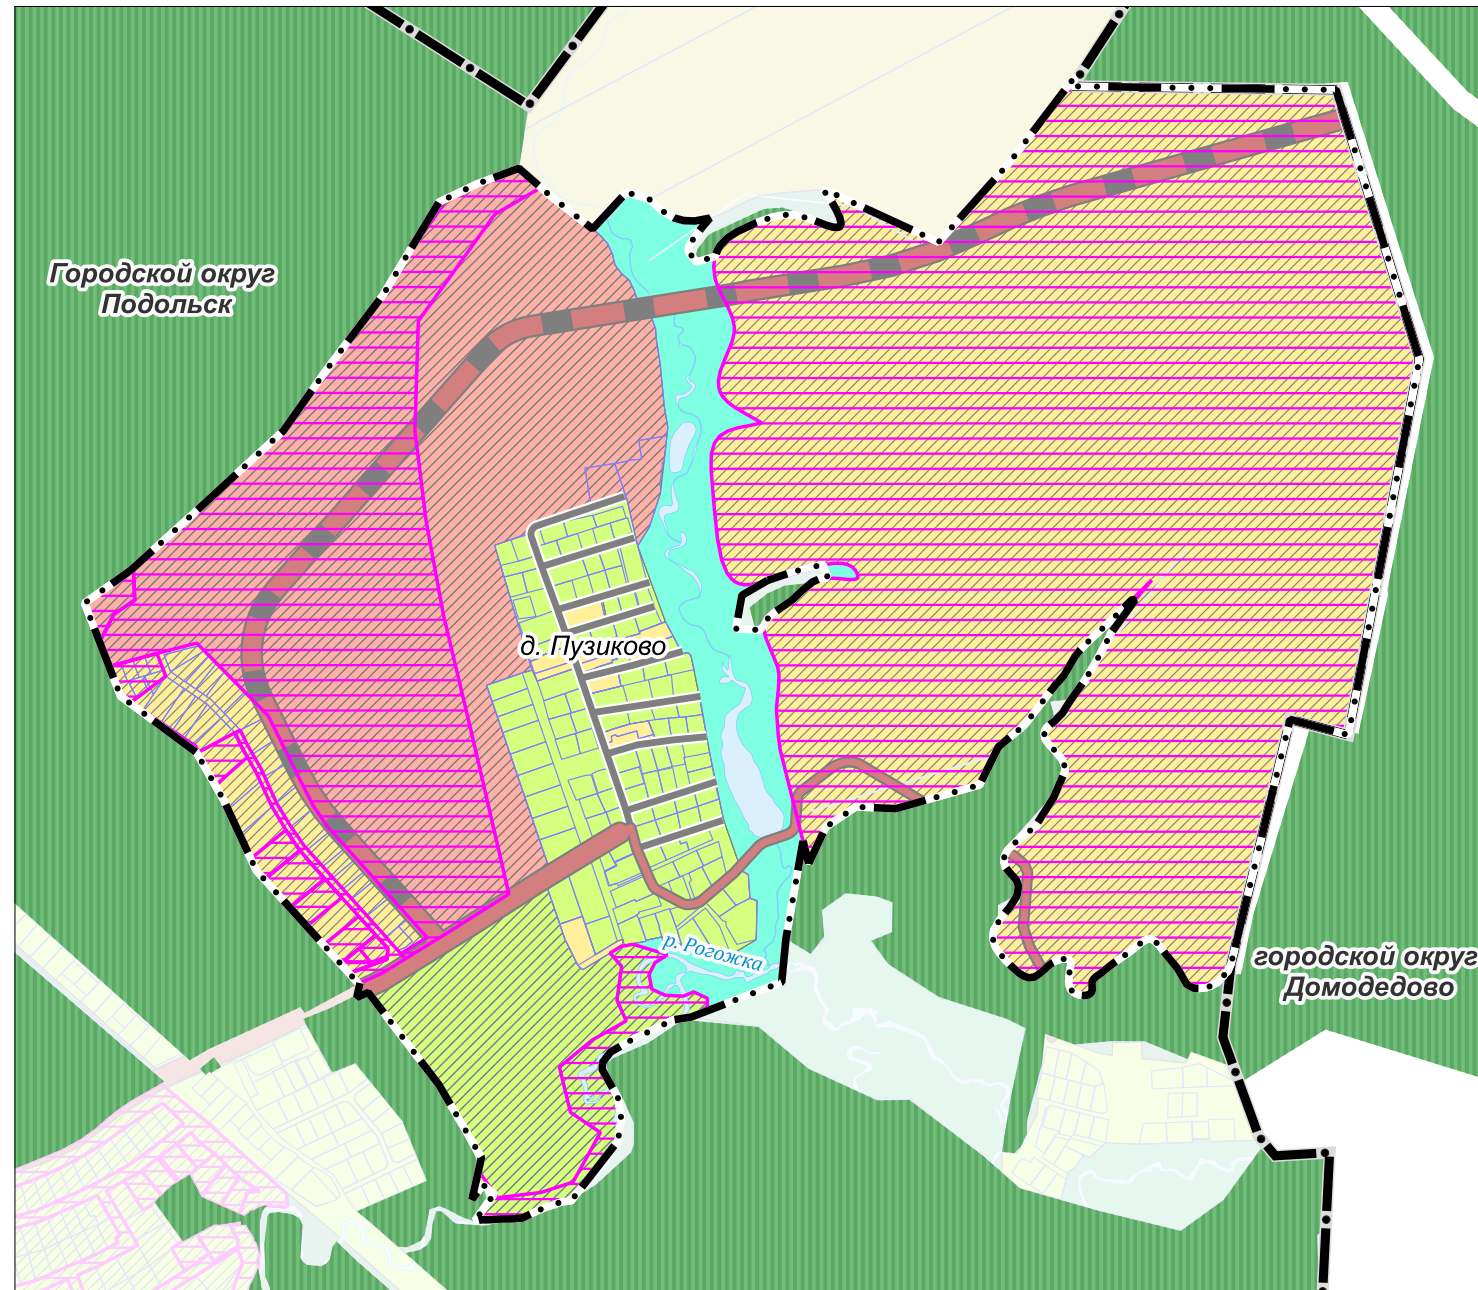 Городской округ
Подольск
д. Пузиково
р. Рогожка
городской округ
Домодедово